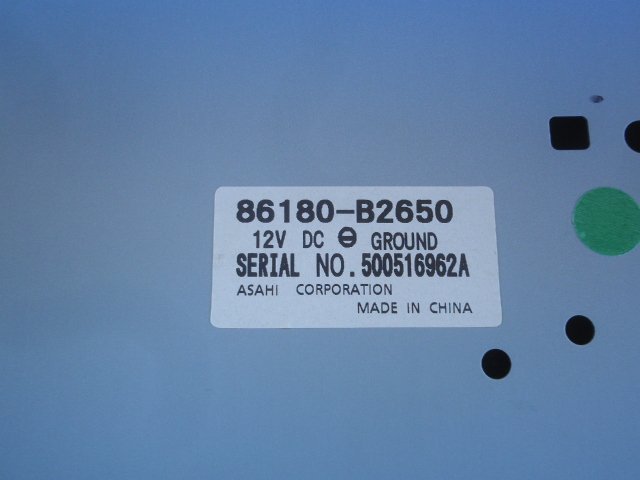 86180-B2650
12V DC ⊖ GROUND
SERIAL NO. 500516962A
ASAHI CORPORATION
MADE IN CHINA